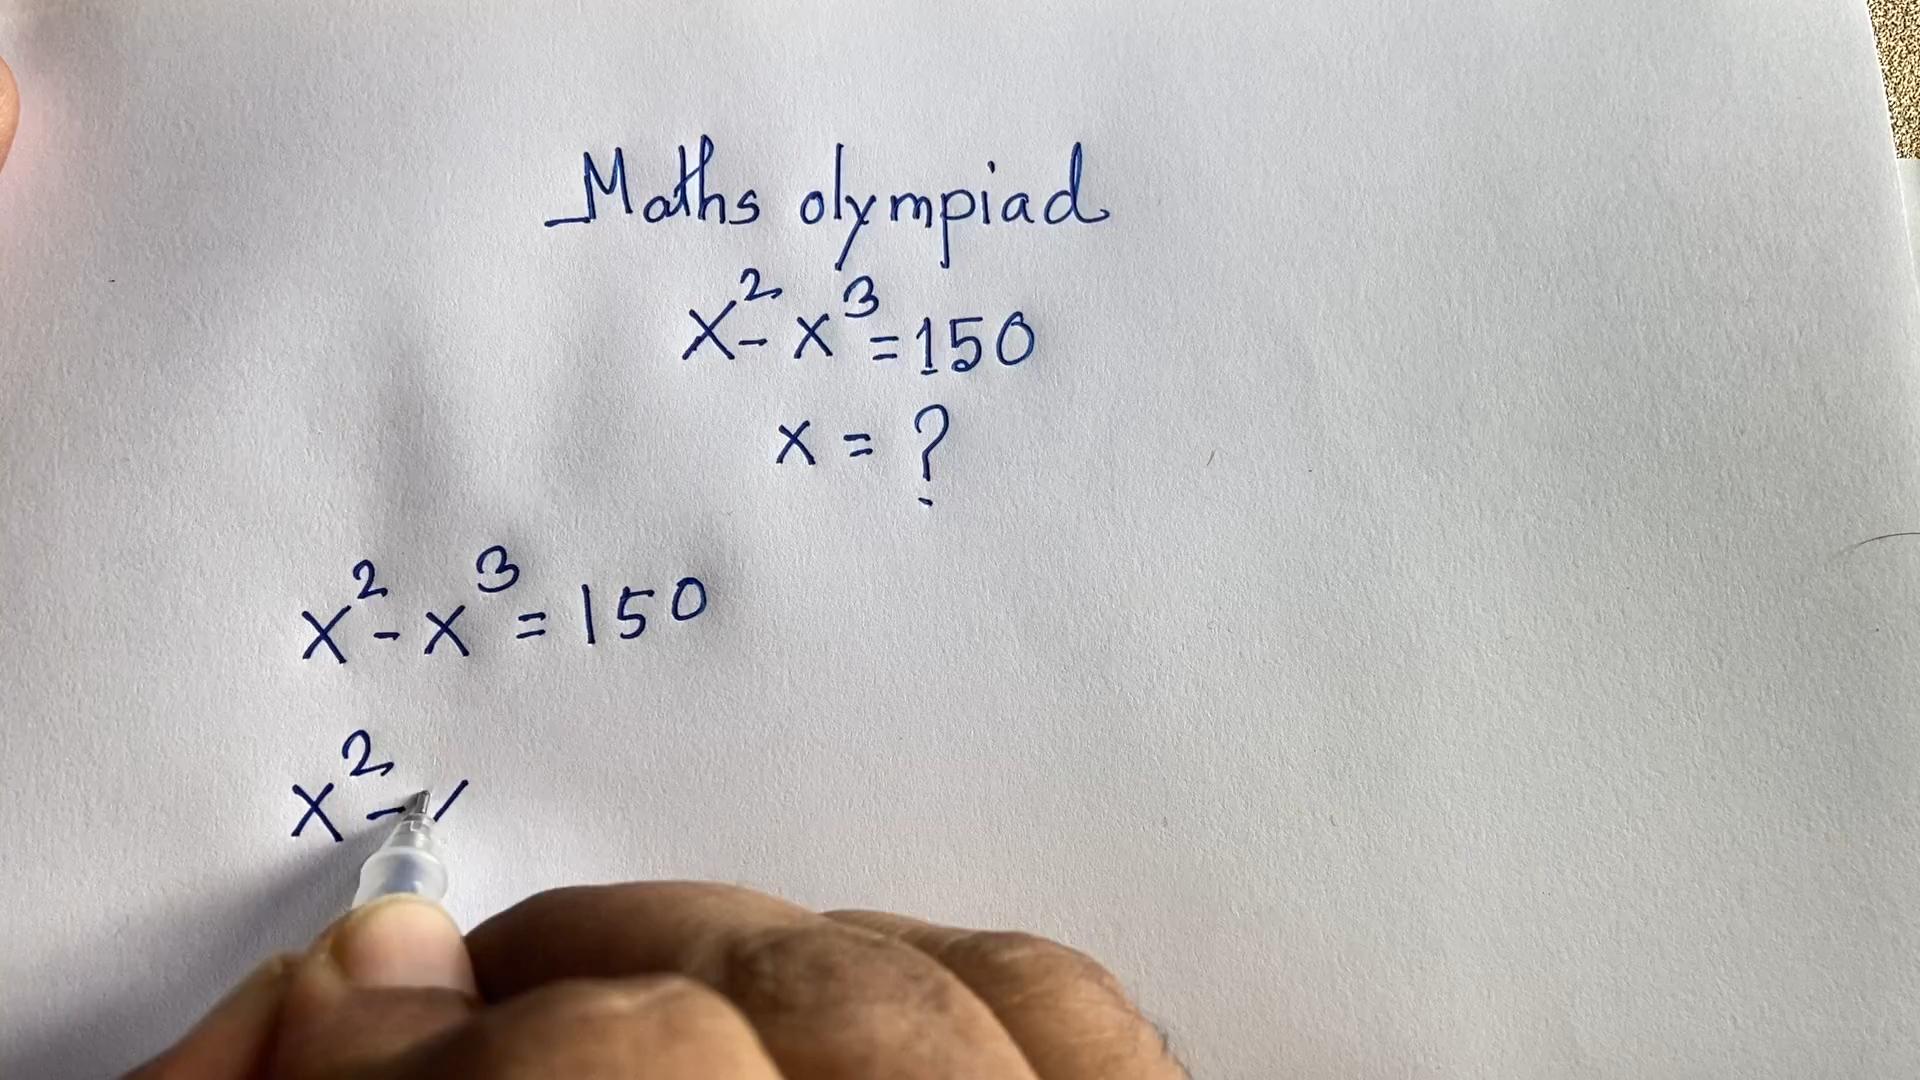 Maths olympiad
x² - x³ = 150
x = ?
x² - x³ = 150
x² -